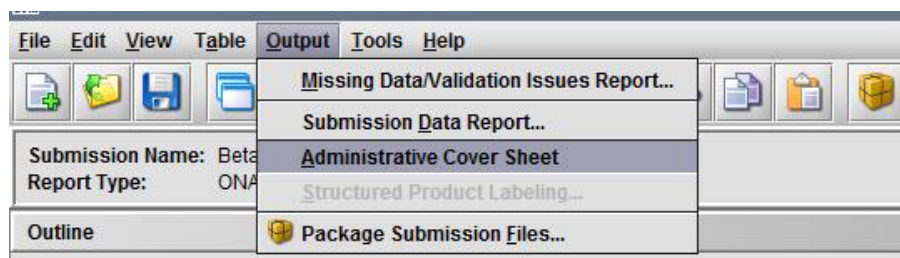 File Edit View Table Output Tools Help
Missing Data/Validation Issues Report...
Submission Data Report...
Submission Name: Beta
Administrative Cover Sheet
Report Type: ONA
Structured Product Labeling...
Outline
Package Submission Files...